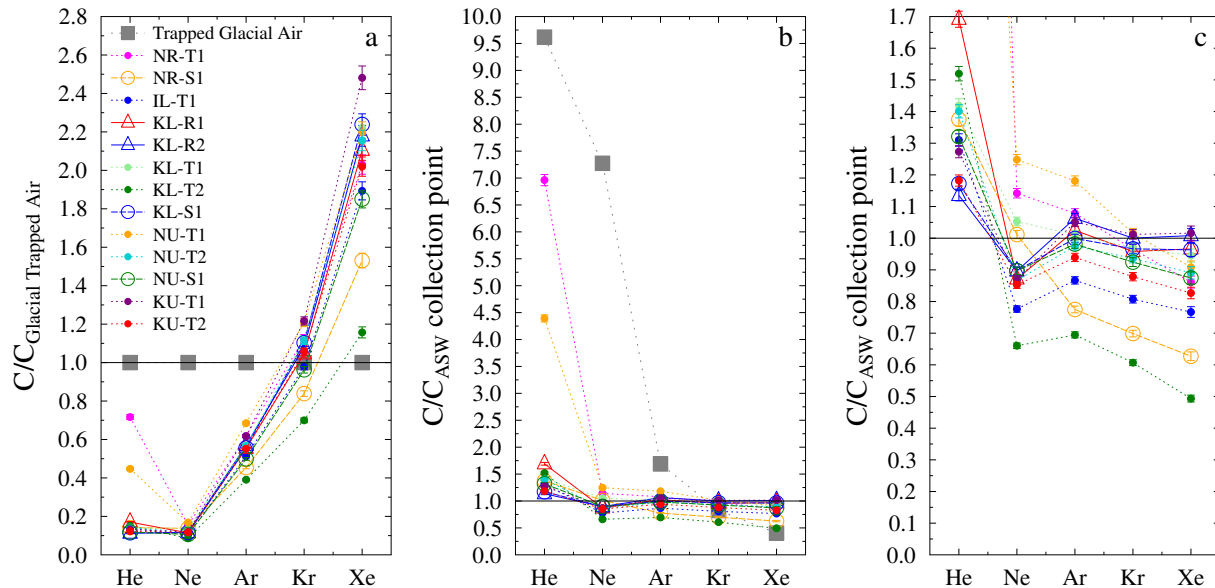 a
C/C_Glacial Trapped Air
2.8
2.6
2.4
2.2
2.0
1.8
1.6
1.4
1.2
1.0
0.8
0.6
0.4
0.2
0.0
Trapped Glacial Air
NR-T1
NR-S1
IL-T1
KL-R1
KL-R2
KL-T1
KL-T2
KL-S1
NU-T1
NU-T2
NU-S1
KU-T1
KU-T2
He Ne Ar Kr Xe
b
C/C_ASW collection point
10.0
9.5
9.0
8.5
8.0
7.5
7.0
6.5
6.0
5.5
5.0
4.5
4.0
3.5
3.0
2.5
2.0
1.5
1.0
0.5
0.0
He Ne Ar Kr Xe
c
C/C_ASW collection point
1.7
1.6
1.5
1.4
1.3
1.2
1.1
1.0
0.9
0.8
0.7
0.6
0.5
0.4
0.3
0.2
0.1
0.0
He Ne Ar Kr Xe